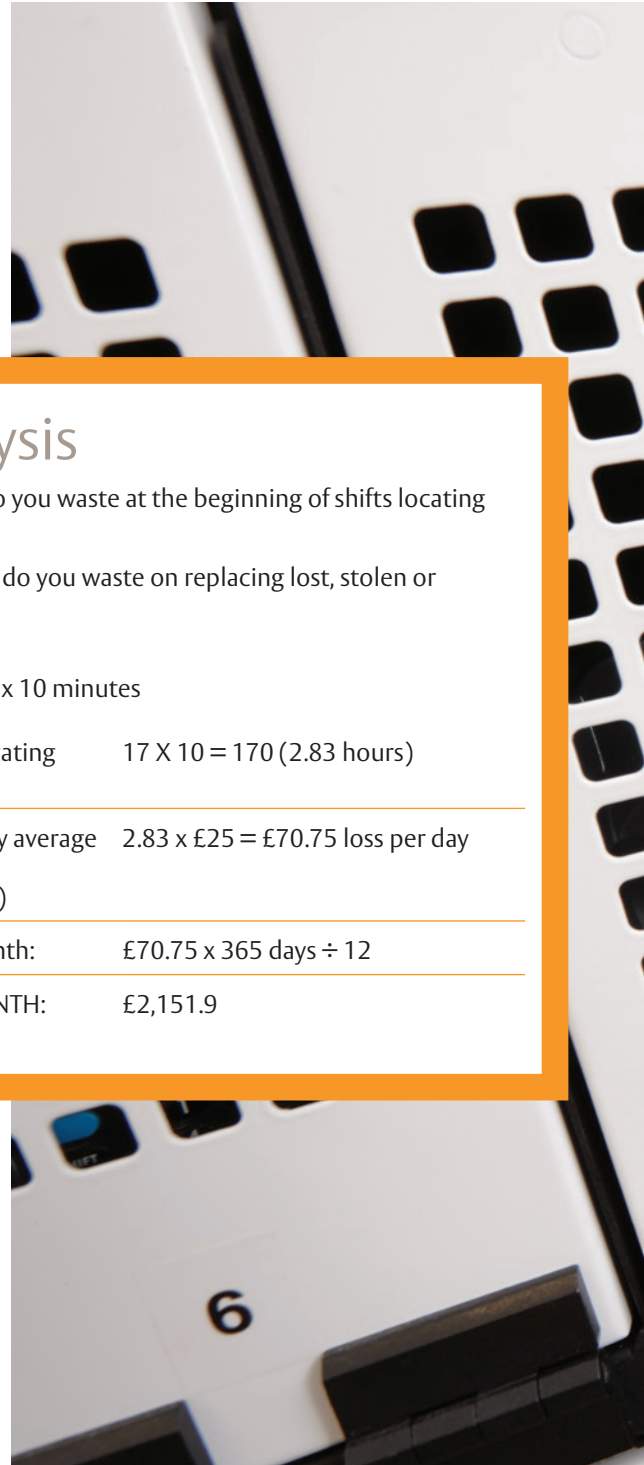 ysis
you waste at the beginning of shifts locating
do you waste on replacing lost, stolen or
x 10 minutes
ating 17 X 10 = 170 (2.83 hours)
y average 2.83 x £25 = £70.75 loss per day
)
nth: £70.75 x 365 days ÷ 12
NTH: £2,151.9
6